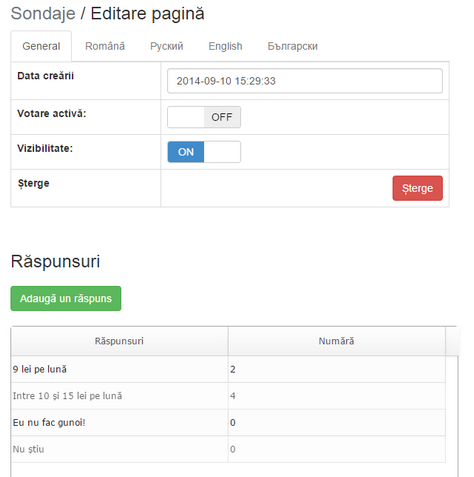 Sondaje / Editare pagină
General Română Руский English Български
Data creării 2014-09-10 15:29:33
Votare activă: OFF
Vizibilitate: ON
Șterge Șterge
Răspunsuri
Adaugă un răspuns
Răspunsuri Numără
9 lei pe lună 2
Intre 10 și 15 lei pe lună 4
Eu nu fac gunoi! 0
Nu știu 0